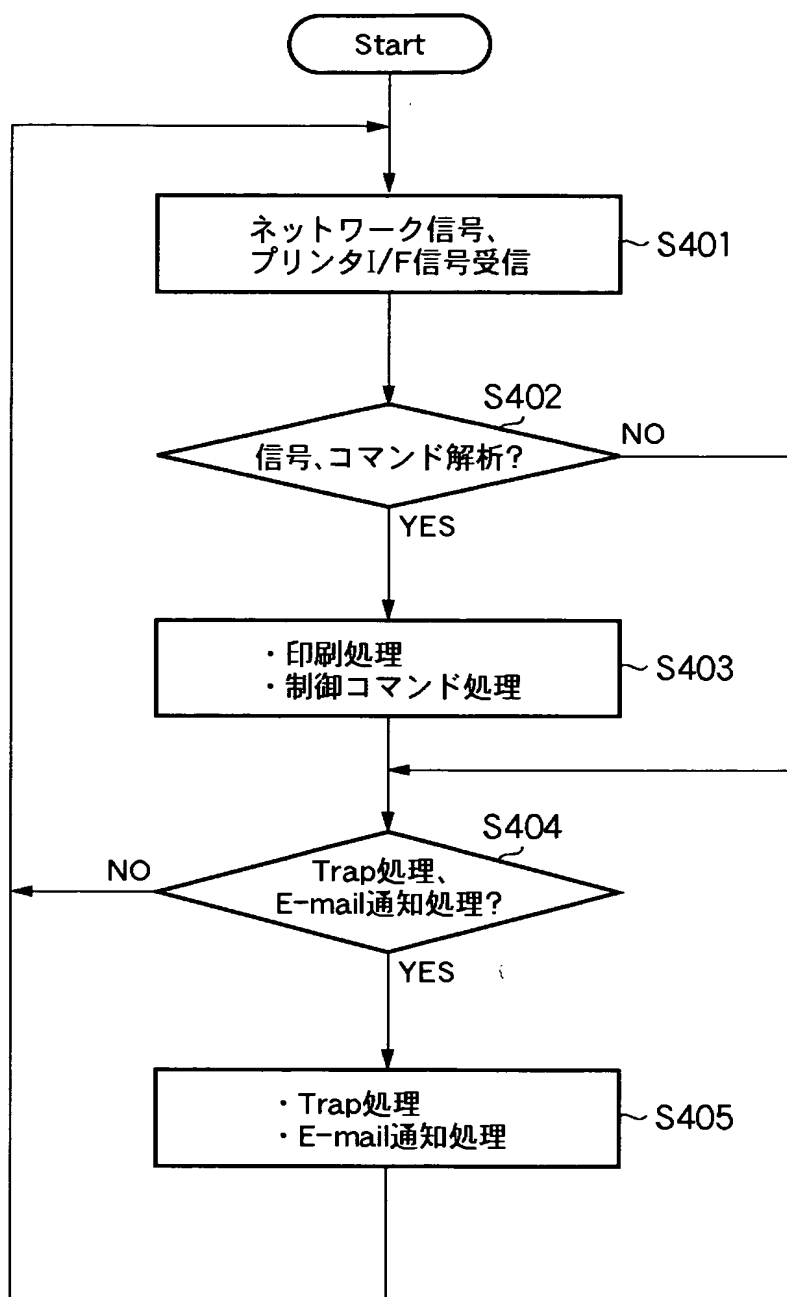 Start
ネットワーク信号、
プリンタI/F信号受信
S401
S402
信号、コマンド解析?
NO
YES
・印刷処理
・制御コマンド処理
S403
S404
Trap処理、
E-mail通知処理?
NO
YES
・Trap処理
・E-mail通知処理
S405